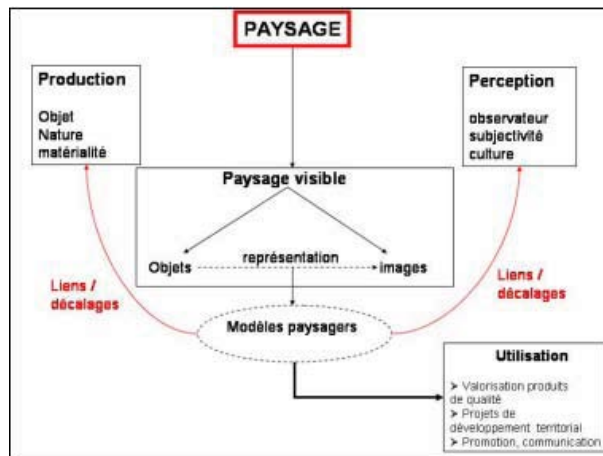 PAYSAGE
Production
Objet
Nature
matérialité
Perception
observateur
subjectivité
culture
Paysage visible
représentation
Objets
images
Liens /
décalages
Liens /
décalages
Modèles paysagers
Utilisation
➤ Valorisation produits
de qualité
➤ Projets de
développement territorial
➤ Promotion, communication